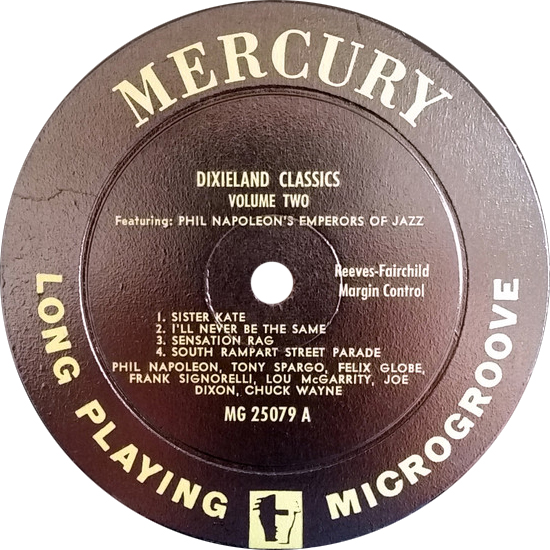 MERCURY
DIXIELAND CLASSICS
VOLUME TWO
Featuring: PHIL NAPOLEON'S EMPERORS OF JAZZ
Reeves-Fairchild
Margin Control
1. SISTER KATE
2. I'LL NEVER BE THE SAME
3. SENSATION RAG
4. SOUTH RAMPART STREET PARADE
PHIL NAPOLEON, TONY SPARGO, FELIX GLOBE,
FRANK SIGNORELLI, LOU McGARRITY, JOE
DIXON, CHUCK WAYNE
MG 25079 A
LONG PLAYING MICROGROOVE